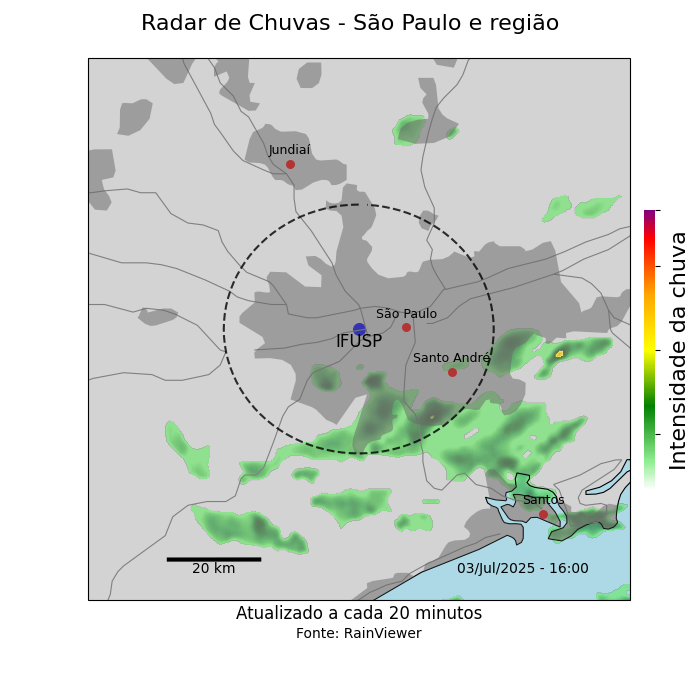 Radar de Chuvas - São Paulo e região
Jundiaí
São Paulo
IFUSP
Santo André
Santos
20 km
03/Jul/2025 - 16:00
Intensidade da chuva
Atualizado a cada 20 minutos
Fonte: RainViewer